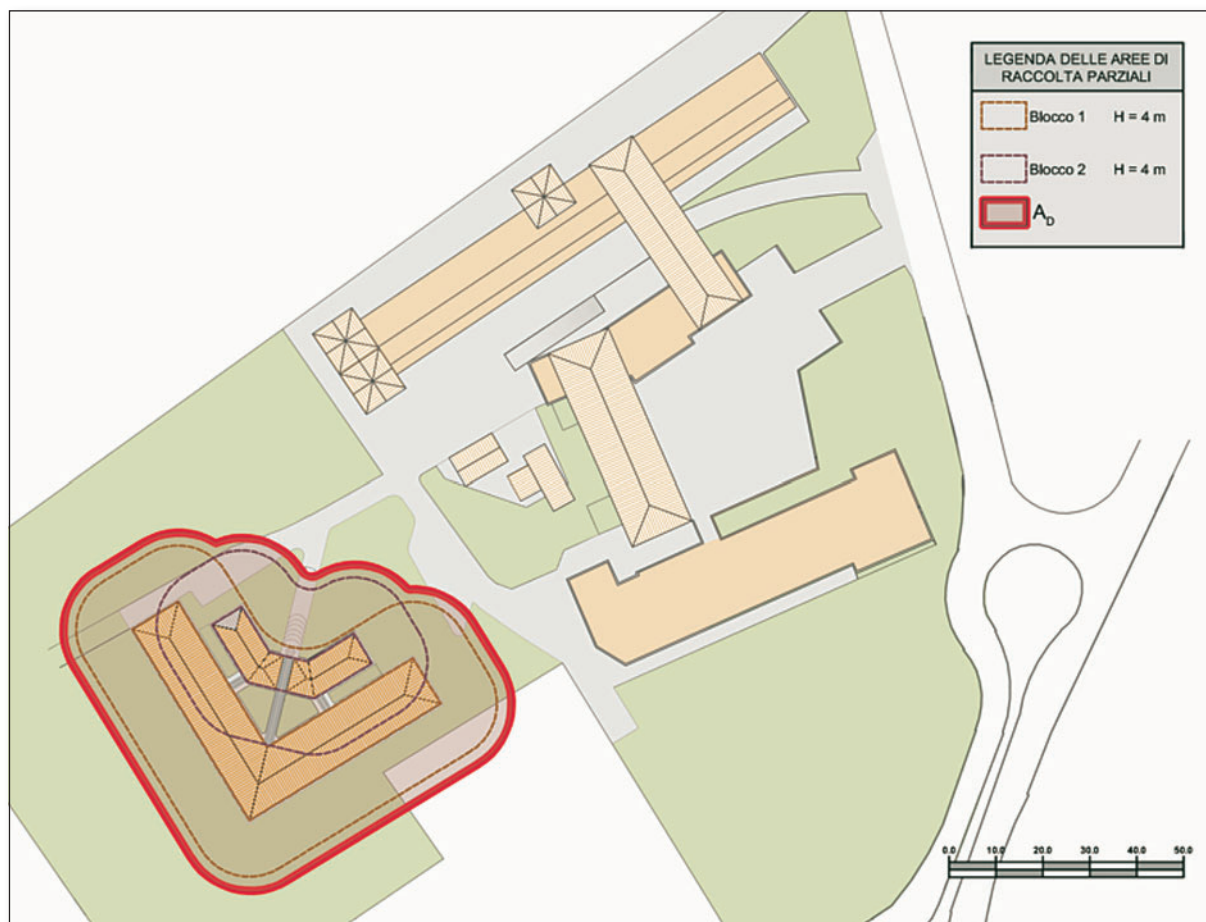 LEGENDA DELLE AREE DI
RACCOLTA PARZIALI
Blocco 1 H = 4 m
Blocco 2 H = 4 m
AD
0.0 10.0 20.0 30.0 40.0 50.0